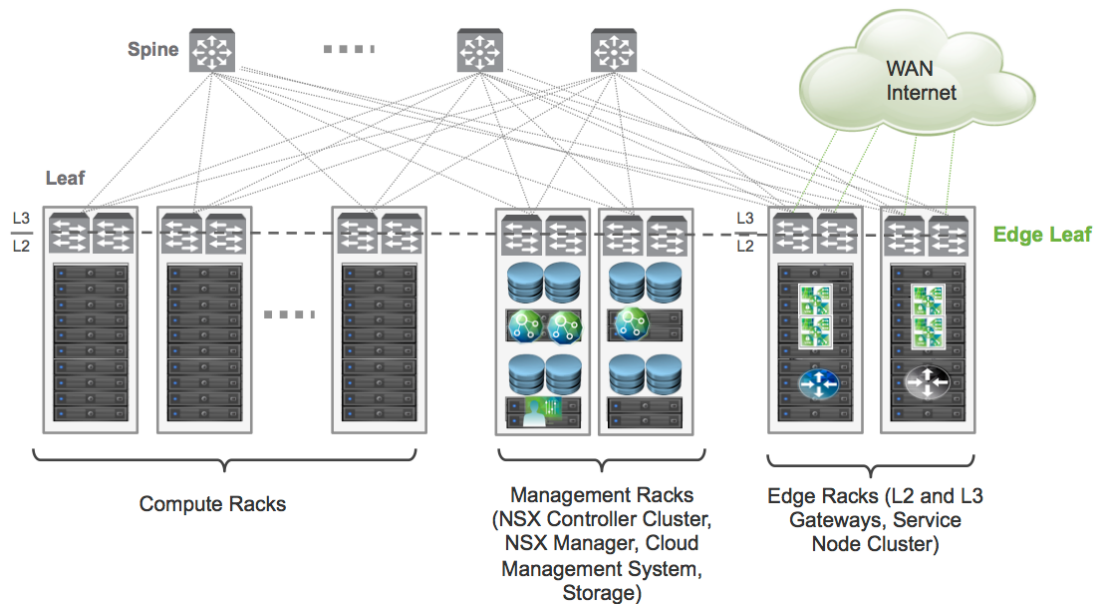 Spine
WAN
Internet
Leaf
L3
L2
L3
L2
Edge Leaf
Compute Racks
Management Racks
(NSX Controller Cluster,
NSX Manager, Cloud
Management System,
Storage)
Edge Racks (L2 and L3
Gateways, Service
Node Cluster)